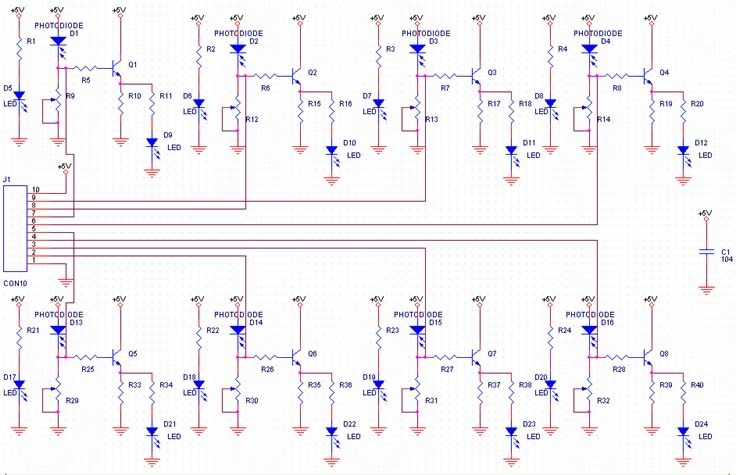 +5V +5V +5V +5V +5V +5V +5V +5V +5V +5V +5V +5V
PHOTODIODE PHOTODIODE PHOTODIODE PHOTODIODE
D1 D2 D3 D4
R1 R2 R3 R4
Q1 Q2 Q3 Q4
R5 R6 R7 R8
D5 LED R9 R10 R11
D6 LED R12 R15 R16
D7 LED R13 R17 R18
D8 LED R14 R19 R20
D9 LED
D10 LED
D11 LED
D12 LED
J1
+5V
10
9
8
7
6
5
4
3
2
1
CON10
+5V
C1
104
+5V +5V +5V +5V +5V +5V +5V +5V +5V +5V +5V +5V
PHOTODIODE PHOTODIODE PHOTODIODE PHOTODIODE
D13 D14 D15 D16
R21 R22 R23 R24
Q5 Q6 Q7 Q8
R25 R26 R27 R28
D17 LED R29 R33 R34
D18 LED R30 R35 R36
D19 LED R31 R37 R38
D20 LED R32 R39 R40
D21 LED
D22 LED
D23 LED
D24 LED